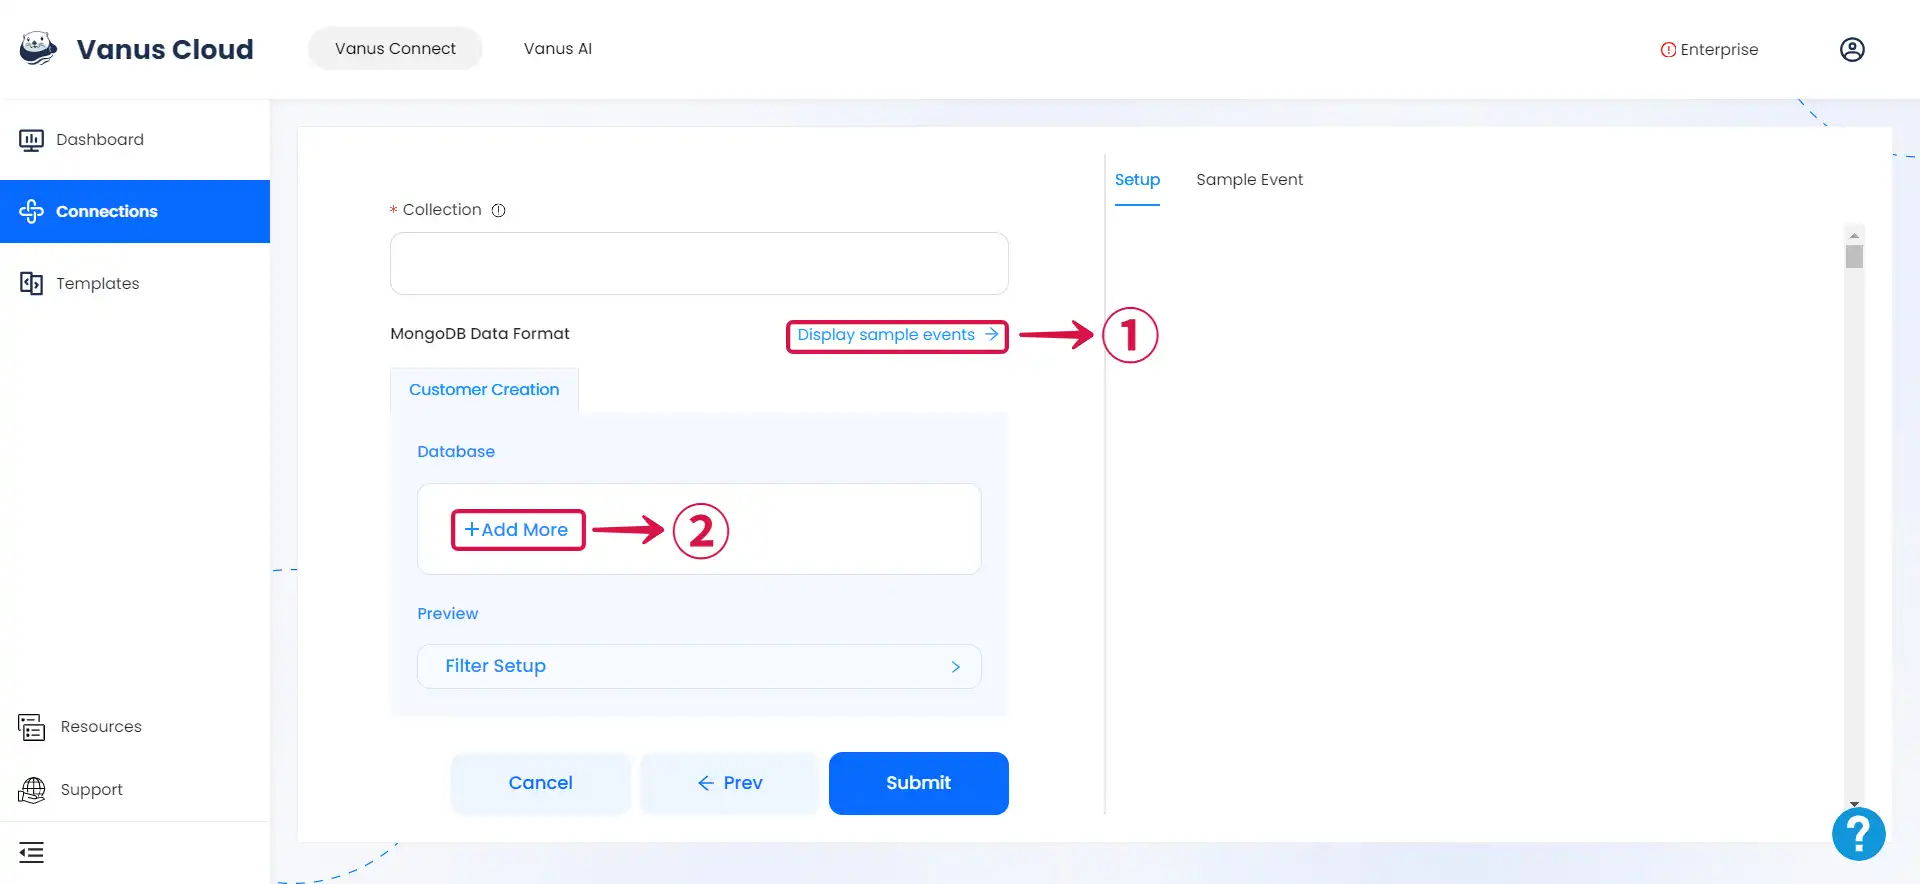 Vanus Cloud
Vanus Connect
Vanus AI
Enterprise
Dashboard
Connections
Templates
Resources
Support
* Collection
MongoDB Data Format
Display sample events →
1
Customer Creation
Database
+Add More
2
Preview
Filter Setup >
Cancel
← Prev
Submit
Setup
Sample Event
?